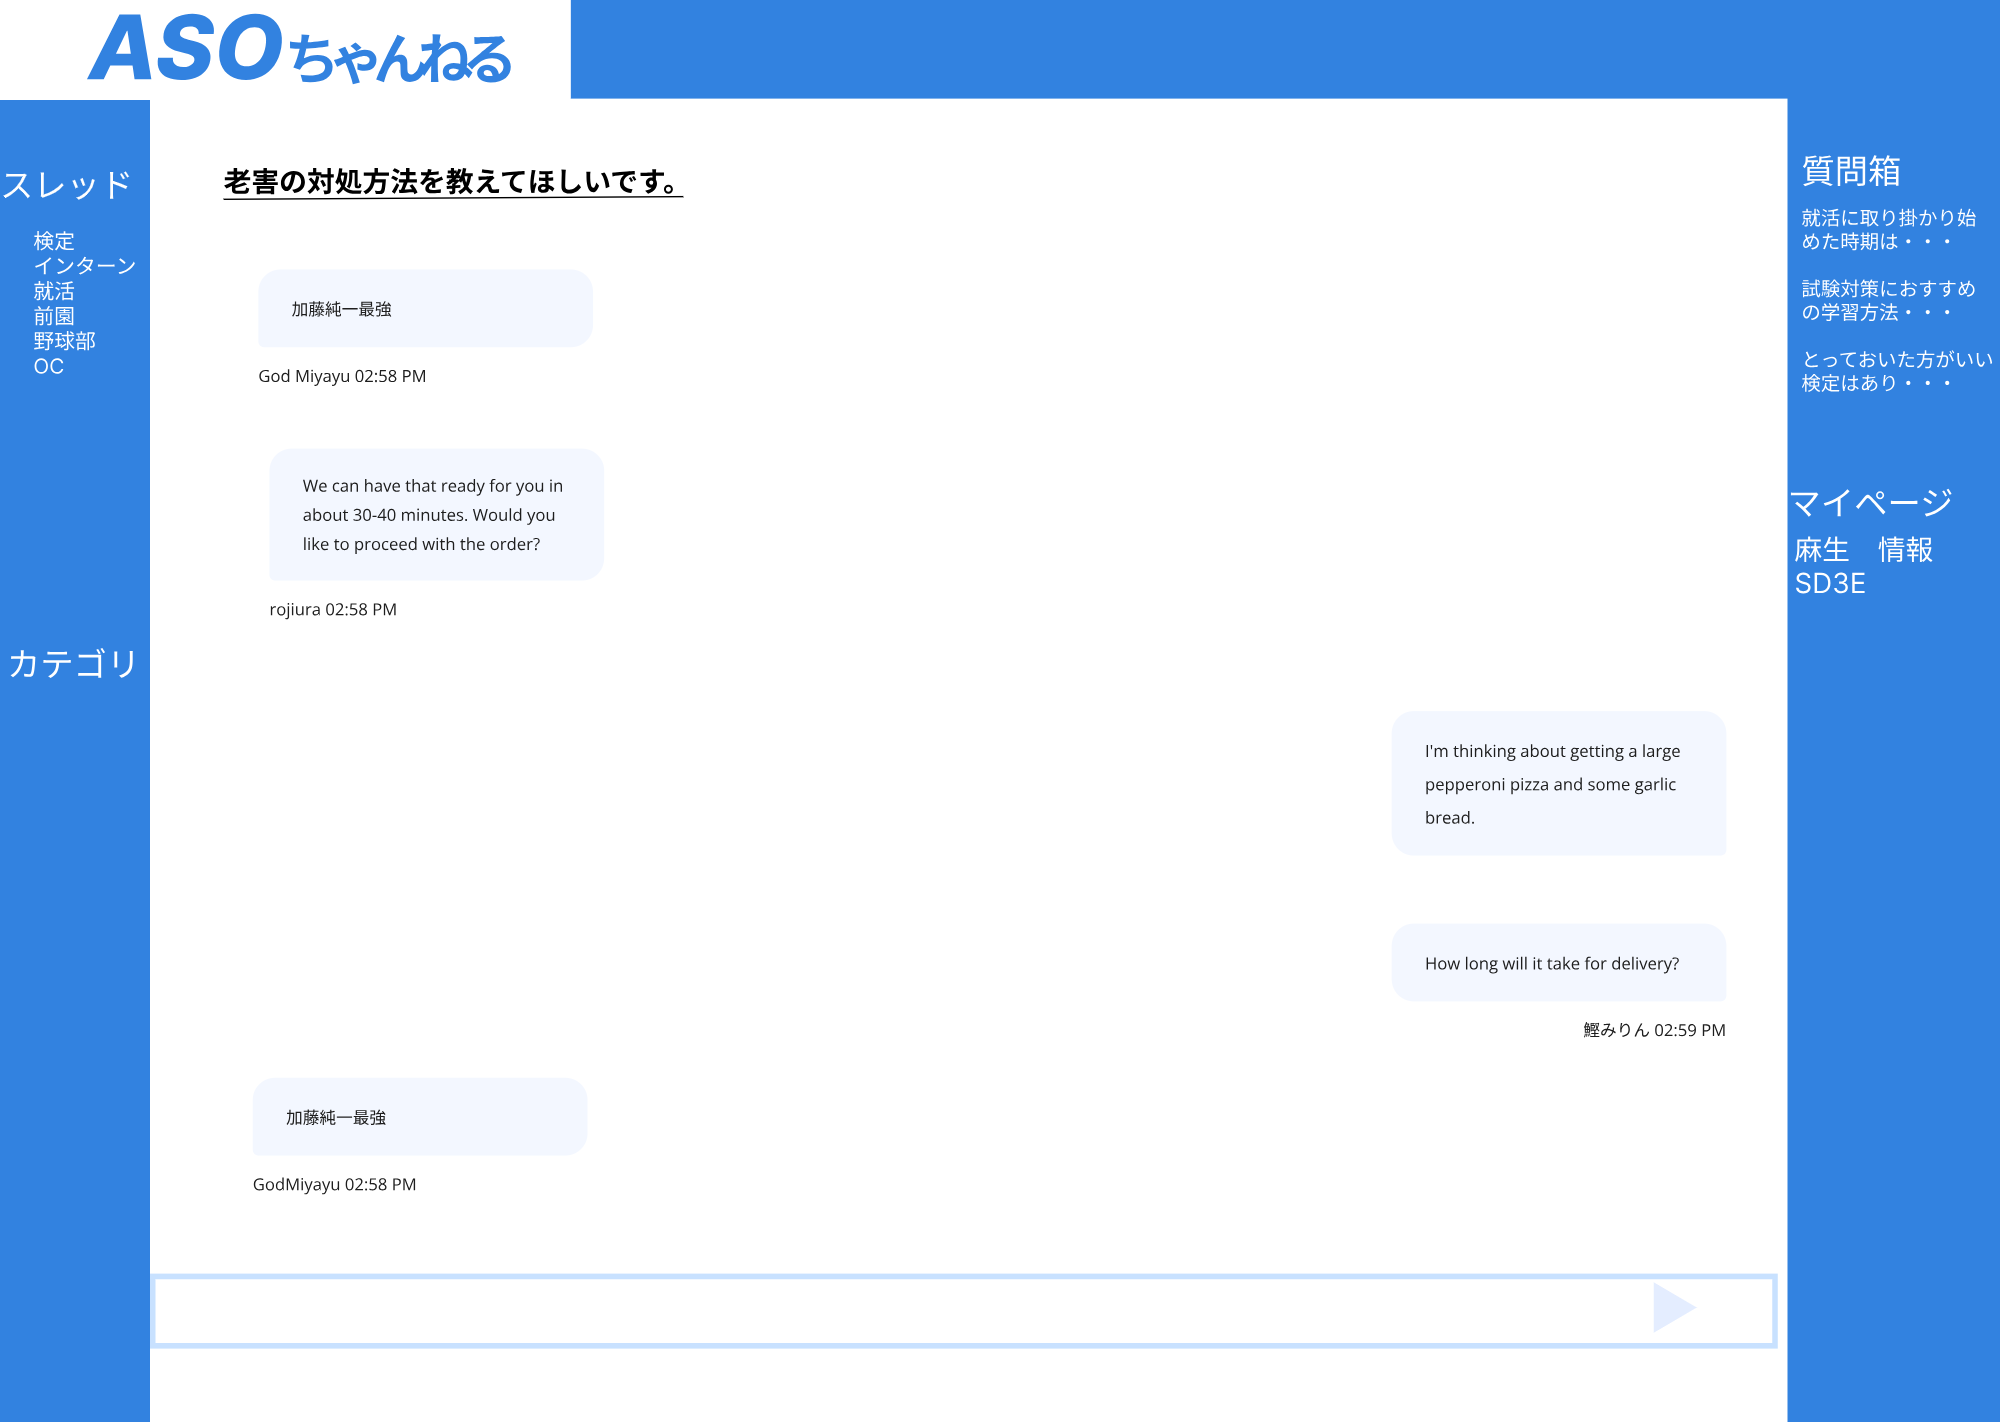 ASOちゃんねる
スレッド
検定
インターン
就活
前園
野球部
OC
カテゴリ
老害の対処方法を教えてほしいです。
加藤純一最強
God Miyayu 02:58 PM
We can have that ready for you in
about 30-40 minutes. Would you
like to proceed with the order?
rojiura 02:58 PM
I'm thinking about getting a large
pepperoni pizza and some garlic
bread.
How long will it take for delivery?
鰹みりん 02:59 PM
加藤純一最強
GodMiyayu 02:58 PM
質問箱
就活に取り掛かり始
めた時期は・・・
試験対策におすすめ
の学習方法・・・
とっておいた方がいい
検定はあり・・・
マイページ
麻生　情報
SD3E